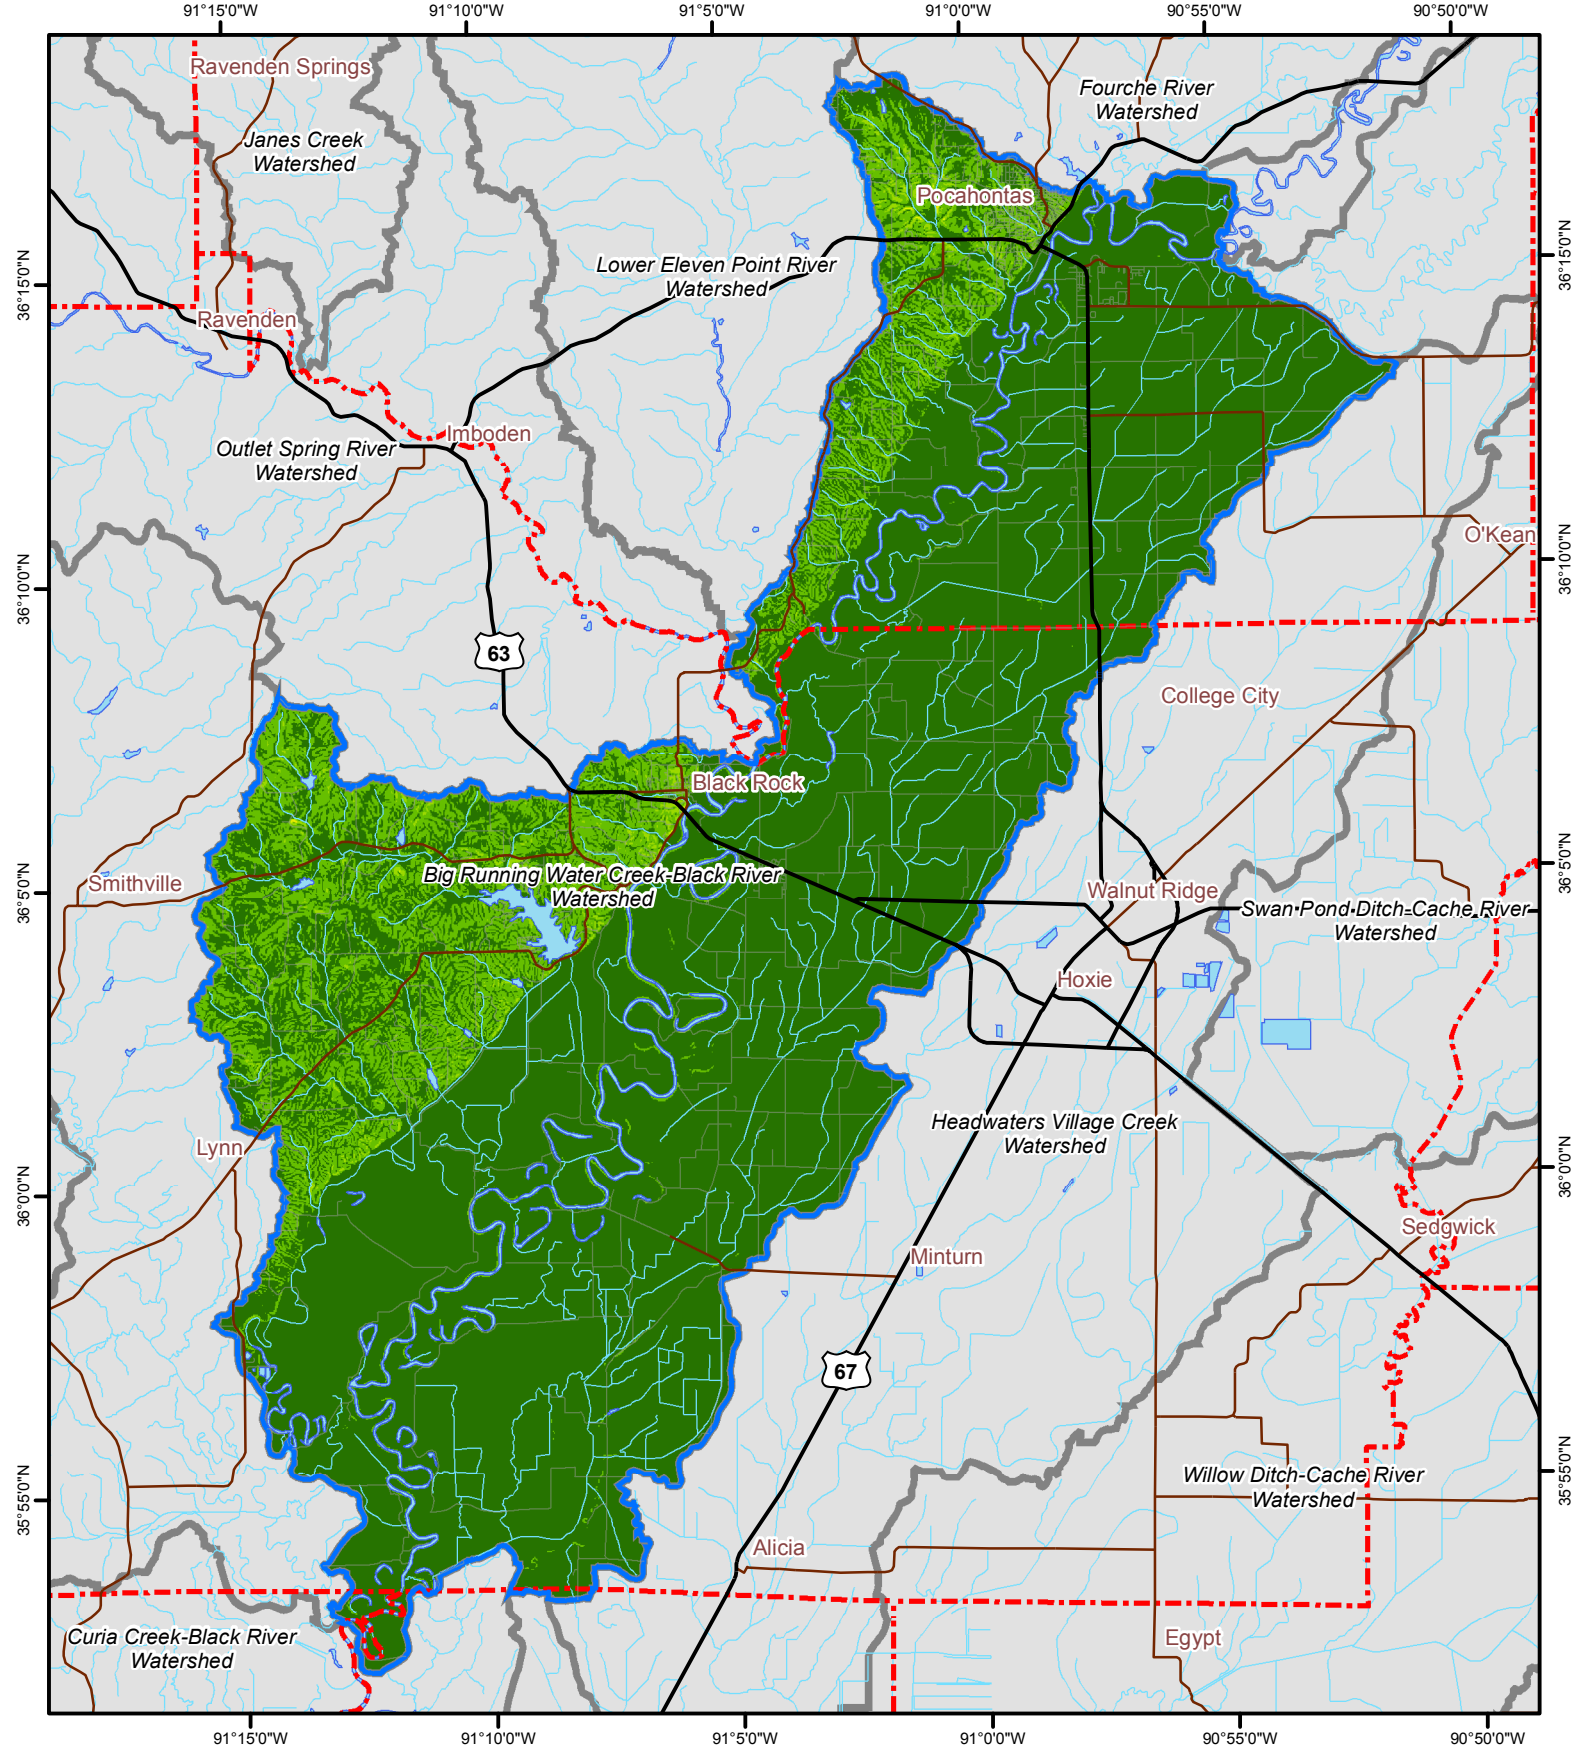 91°15'0"W
91°10'0"W
91°5'0"W
91°0'0"W
90°55'0"W
90°50'0"W
Ravenden Springs
Fourche River
Watershed
Janes Creek
Watershed
Pocahontas
Lower Eleven Point River
Watershed
36°15'0"N
36°15'0"N
Ravenden
Imboden
Outlet Spring River
Watershed
O'Kean
36°10'0"N
36°10'0"N
63
College City
Black Rock
Big Running Water Creek-Black River
Watershed
Smithville
36°5'0"N
36°5'0"N
Walnut Ridge
Swan Pond Ditch-Cache River
Watershed
Hoxie
Headwaters Village Creek
Watershed
Lynn
36°0'0"N
36°0'0"N
Sedgwick
Minturn
67
Willow Ditch-Cache River
Watershed
35°55'0"N
35°55'0"N
Alicia
Curia Creek-Black River
Watershed
Egypt
91°15'0"W
91°10'0"W
91°5'0"W
91°0'0"W
90°55'0"W
90°50'0"W